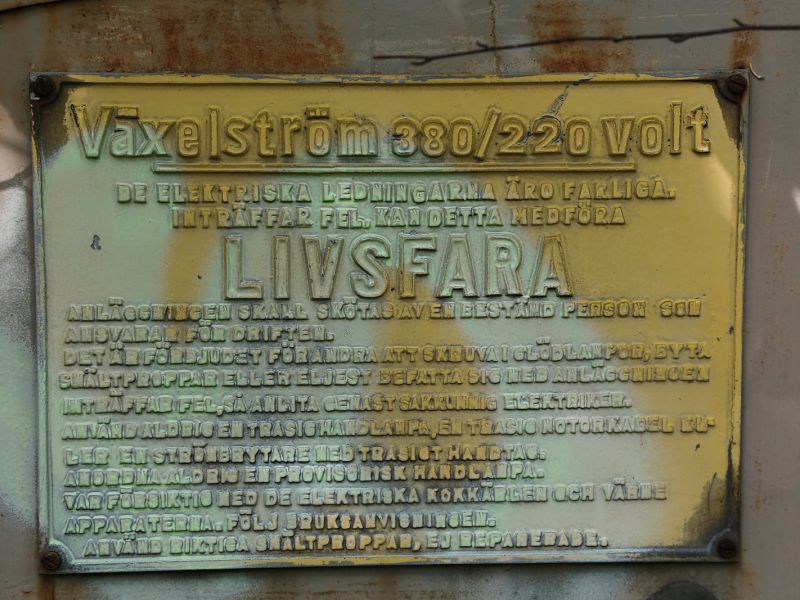 Växelström 380/220 volt
DE ELEKTRISKA LEDNINGARNA ÄRO FARLIGA.
INTRÄFFAR FEL, KAN DETTA MEDFÖRA
LIVSFARA
ANLÄGGNINGEN SKALL SKÖTAS AV EN BESTÄND PERSON SOM
ANSVARAR FÖR DRIFTEN.
DET ÄR FÖRBJUDET FÖR ANDRA ATT SKRUVA I GLÖDLAMPOR, BYTA
SMÄLTPROPPAR ELLER ELJEST BEFATTA SIG MED ANLÄGGNINGEN
INTRÄFFAR FEL, SÅ ANLITA GENAST SAKKUNNIG ELEKTRIKER.
ANVÄND ALDRIG EN TRASIG HANDLAMPA, EN TRASIG MOTORKABEL EL-
LER EN STRÖMBRYTARE MED TRASIGT HANDTAG.
ANORDNA ALDRIG EN PROVISORISK HANDLAMPA.
VAR FÖRSIKTIG MED DE ELEKTRISKA KOKKÄRLEN OCH VÄRME
APPARATERNA. FÖLJ BRUKSANVISNINGEN.
ANVÄND RIKTIGA SMÄLTPROPPAR, EJ REPARERADE.